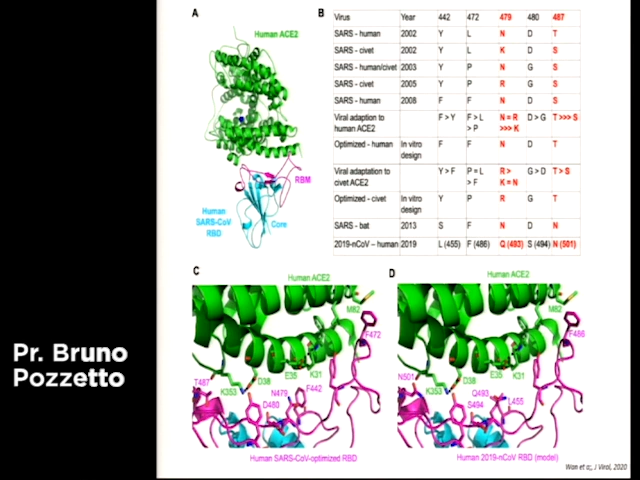 A
Human ACE2
RBM
Human
SARS-CoV
RBD
Core
B
Virus Year 442 472 479 480 487
SARS - human 2002 Y L N D T
SARS - civet 2002 Y L K D S
SARS - human/civet 2003 Y P N G S
SARS - civet 2005 Y P R G S
SARS - human 2008 F F N D S
Viral adaption to human ACE2 F > Y F > L > P N = R >>> K D > G T >>> S
Optimized - human In vitro design F F N D T
Viral adaptation to civet ACE2 Y > F P = L > F R > K = N G > D T > S
Optimized - civet In vitro design Y P R G T
SARS - bat 2013 S F N D N
2019-nCoV – human 2019 L (455) F (486) Q (493) S (494) N (501)
C
Human ACE2
M82
F472
E35
K31
D38
K353
T487
N479
F442
D480
Human SARS-CoV-optimized RBD
D
Human ACE2
M82
F486
E35
K31
D38
K353
N501
Q493
L455
S494
Human 2019-nCoV RBD (model)
Pr. Bruno
Pozzetto
J Virol, 2020